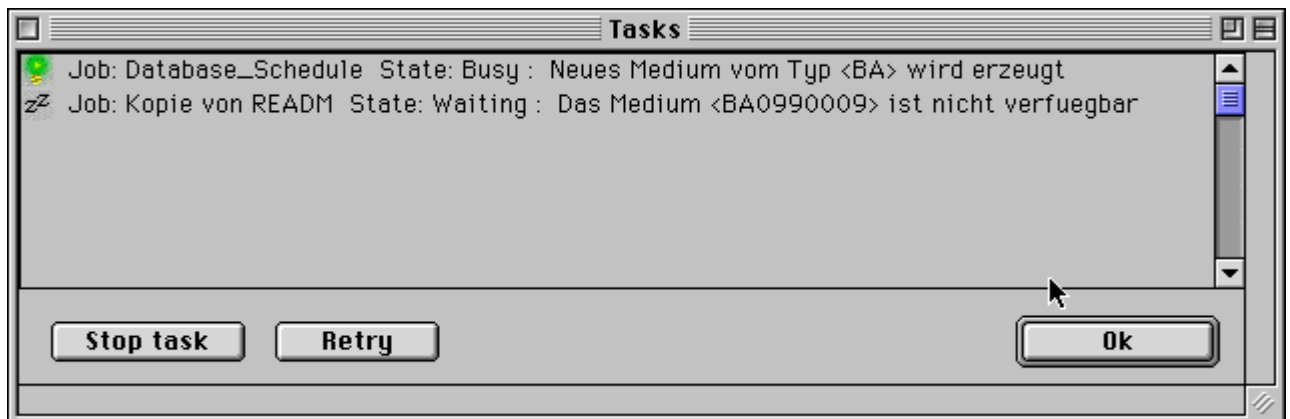 Tasks
Job: Database_Schedule State: Busy : Neues Medium vom Typ <BA> wird erzeugt
zZ Job: Kopie von READM State: Waiting : Das Medium <BA0990009> ist nicht verfuegbar
Stop task Retry Ok